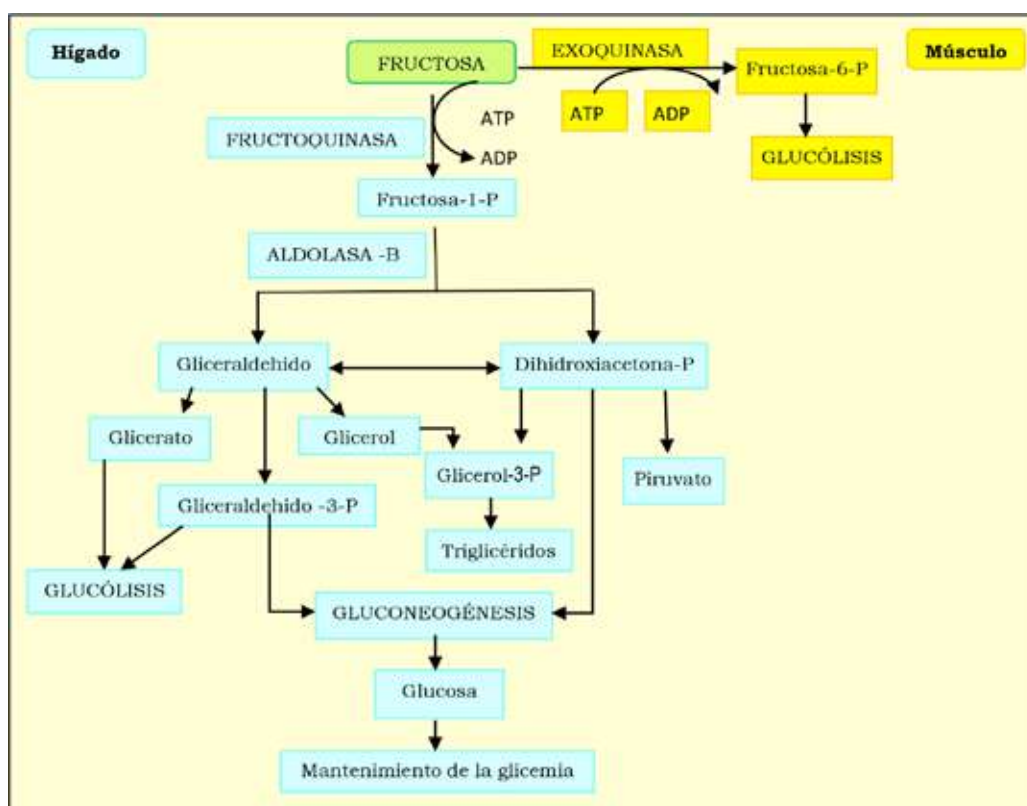 Hígado
FRUCTOSA
EXOQUINASA
Fructosa-6-P
Músculo
ATP
ADP
GLUCÓLISIS
FRUCTOQUINASA
ATP
ADP
Fructosa-1-P
ALDOLASA -B
Gliceraldehido
Dihidroxiacetona-P
Glicerato
Glicerol
Glicerol-3-P
Piruvato
Gliceraldehido -3-P
Triglicéridos
GLUCÓLISIS
GLUCONEOGÉNESIS
Glucosa
Mantenimiento de la glicemia